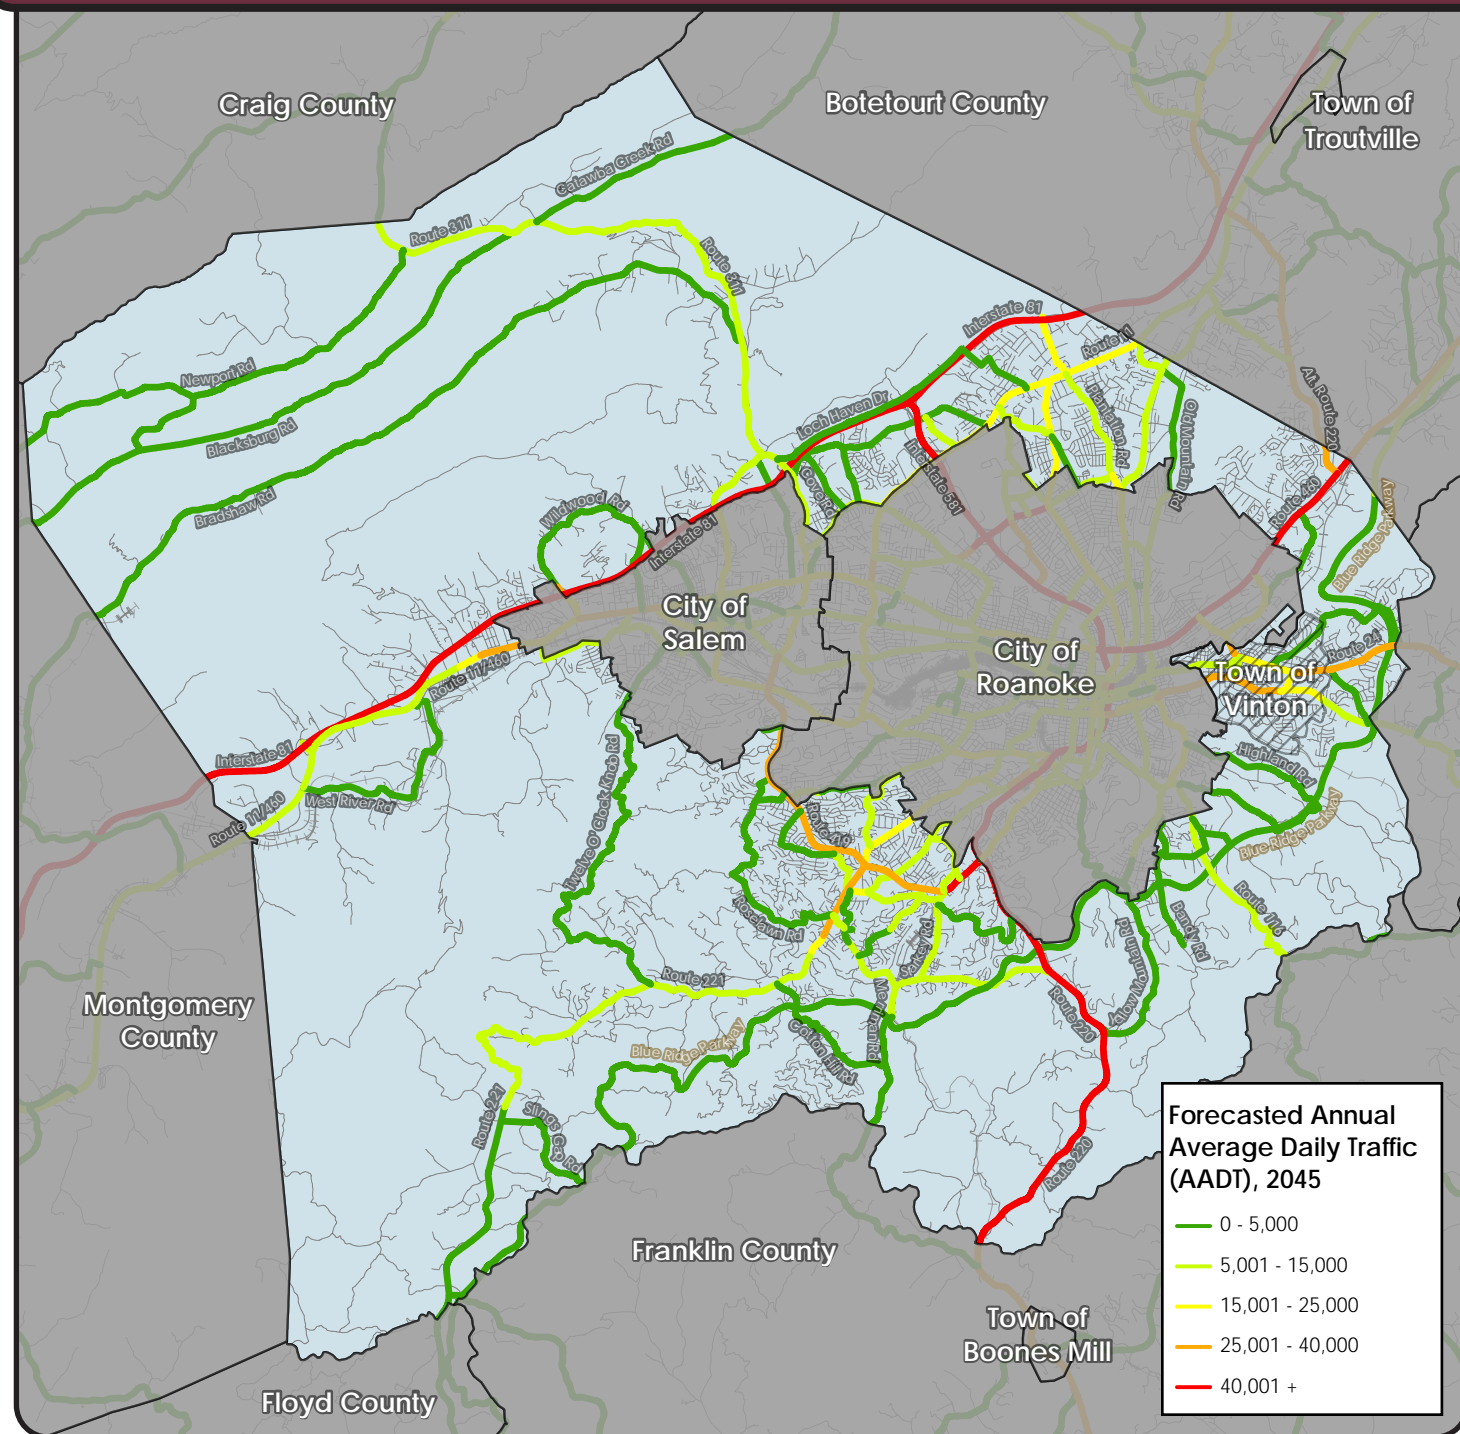 Craig County
Botetourt County
Town of
Troutville
Catawba Creek Rd
Route 311
Route 311
Interstate 81
Route 11
Newport Rd
Plantation Rd
Old Mountain Rd
Alt. Route 220
Loch Haven Dr
Blacksburg Rd
Interstate 581
Cove Rd
Bradshaw Rd
Wildwood Rd
Route 460
Blue Ridge Parkway
Interstate 81
City of
Salem
City of
Roanoke
Route 24
Town of
Vinton
Route 11/460
Interstate 81
Twelve O' Clock Knob Rd
Highland Rd
West River Rd
Route 11/460
Route 419
Blue Ridge Parkway
Roselawn Rd
Starkey Rd
Bandy Rd
Route 116
Yellow Mountain Rd
Route 221
Montgomery
County
Route 220
Blue Ridge Parkway
Cotton Hill Rd
Route 221
Slings Gap Rd
Route 220
Forecasted Annual
Average Daily Traffic
(AADT), 2045
0 - 5,000
5,001 - 15,000
15,001 - 25,000
25,001 - 40,000
40,001 +
Franklin County
Town of
Boones Mill
Floyd County